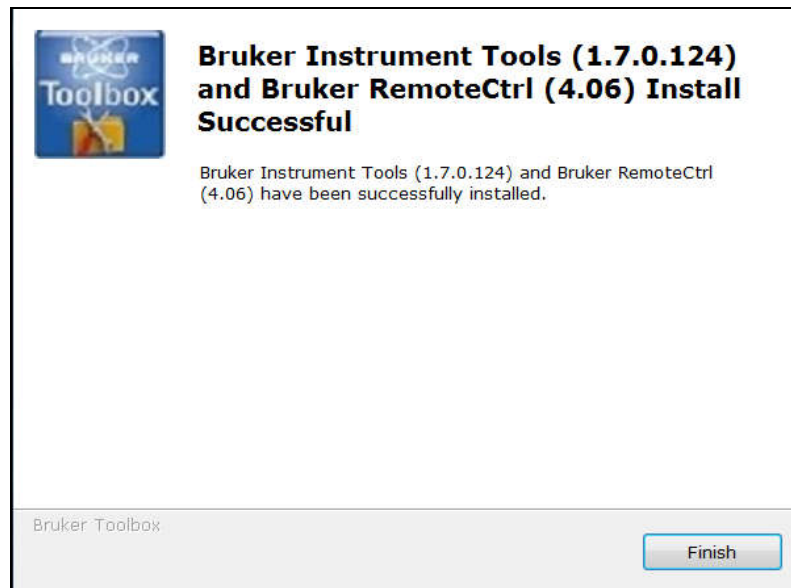 BRUKER
Toolbox
Bruker Instrument Tools (1.7.0.124)
and Bruker RemoteCtrl (4.06) Install
Successful
Bruker Instrument Tools (1.7.0.124) and Bruker RemoteCtrl
(4.06) have been successfully installed.
Bruker Toolbox
Finish